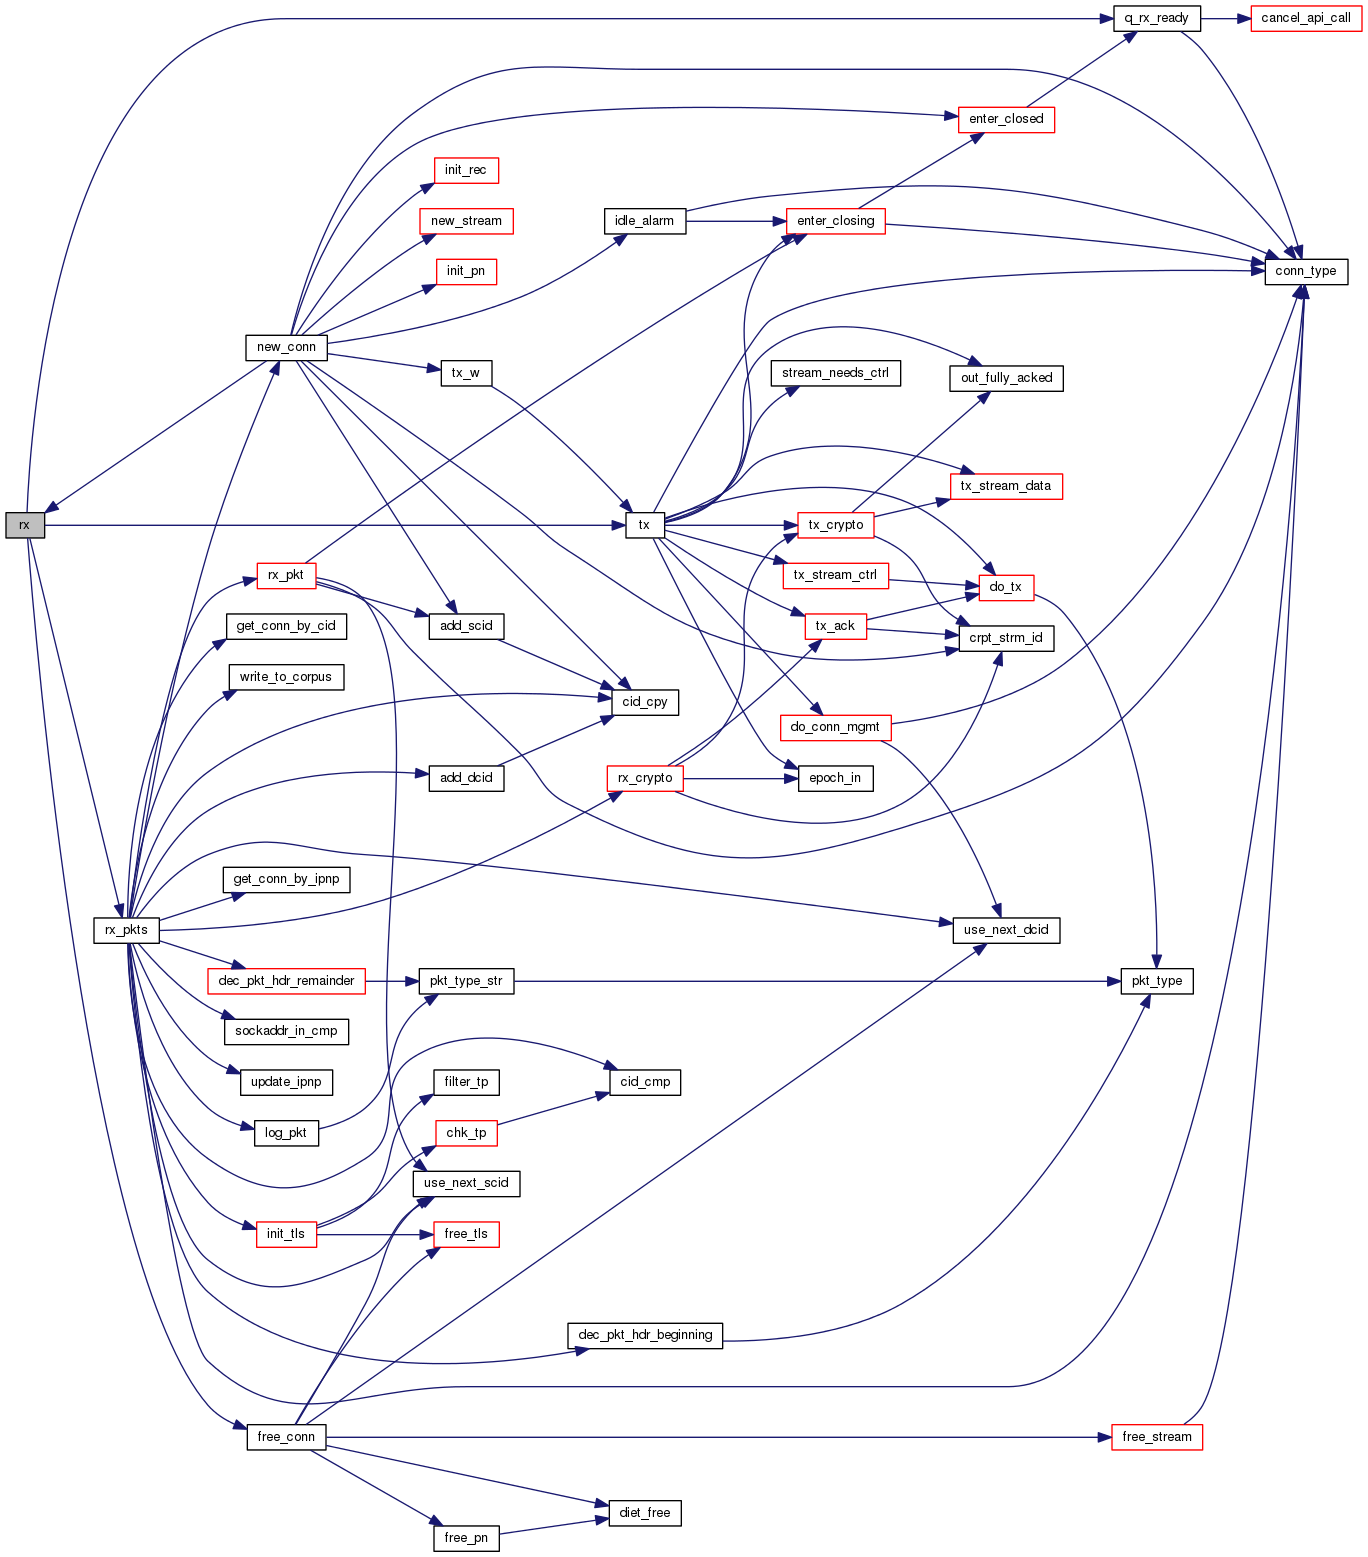 q_rx_ready
cancel_api_call
enter_closed
init_rec
new_stream
idle_alarm
enter_closing
init_pn
conn_type
new_conn
tx_w
stream_needs_ctrl
out_fully_acked
tx_stream_data
rx
tx
tx_crypto
rx_pkt
tx_stream_ctrl
do_tx
get_conn_by_cid
add_scid
tx_ack
crpt_strm_id
write_to_corpus
cid_cpy
do_conn_mgmt
add_dcid
rx_crypto
epoch_in
get_conn_by_ipnp
rx_pkts
use_next_dcid
dec_pkt_hdr_remainder
pkt_type_str
pkt_type
sockaddr_in_cmp
update_ipnp
filter_tp
cid_cmp
log_pkt
chk_tp
use_next_scid
init_tls
free_tls
dec_pkt_hdr_beginning
free_conn
free_stream
diet_free
free_pn